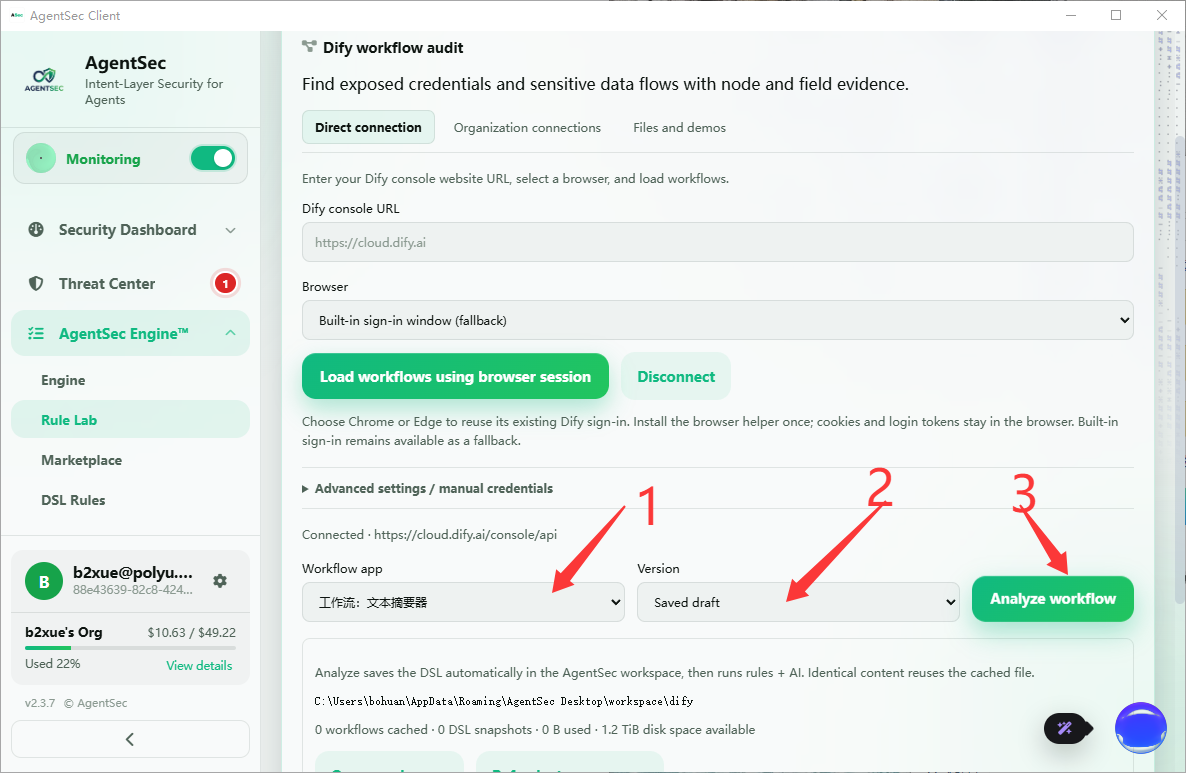 AgentSec Client
AgentSec
Intent-Layer Security for
Agents
AGENTSEC
Monitoring
Security Dashboard
Threat Center
1
AgentSec Engine™
Engine
Rule Lab
Marketplace
DSL Rules
B
b2xue@polyu....
88e43639-82c8-424...
b2xue's Org
$10.63 / $49.22
Used 22%
View details
v2.3.7 © AgentSec
Dify workflow audit
Find exposed credentials and sensitive data flows with node and field evidence.
Direct connection
Organization connections
Files and demos
Enter your Dify console website URL, select a browser, and load workflows.
Dify console URL
https://cloud.dify.ai
Browser
Built-in sign-in window (fallback)
Load workflows using browser session
Disconnect
Choose Chrome or Edge to reuse its existing Dify sign-in. Install the browser helper once; cookies and login tokens stay in the browser. Built-in
sign-in remains available as a fallback.
Advanced settings / manual credentials
1
2
3
Connected · https://cloud.dify.ai/console/api
Workflow app
Version
工作流：文本摘要器
Saved draft
Analyze workflow
Analyze saves the DSL automatically in the AgentSec workspace, then runs rules + AI. Identical content reuses the cached file.
C:\Users\bohuan\AppData\Roaming\AgentSec Desktop\workspace\dify
0 workflows cached · 0 DSL snapshots · 0 B used · 1.2 TiB disk space available